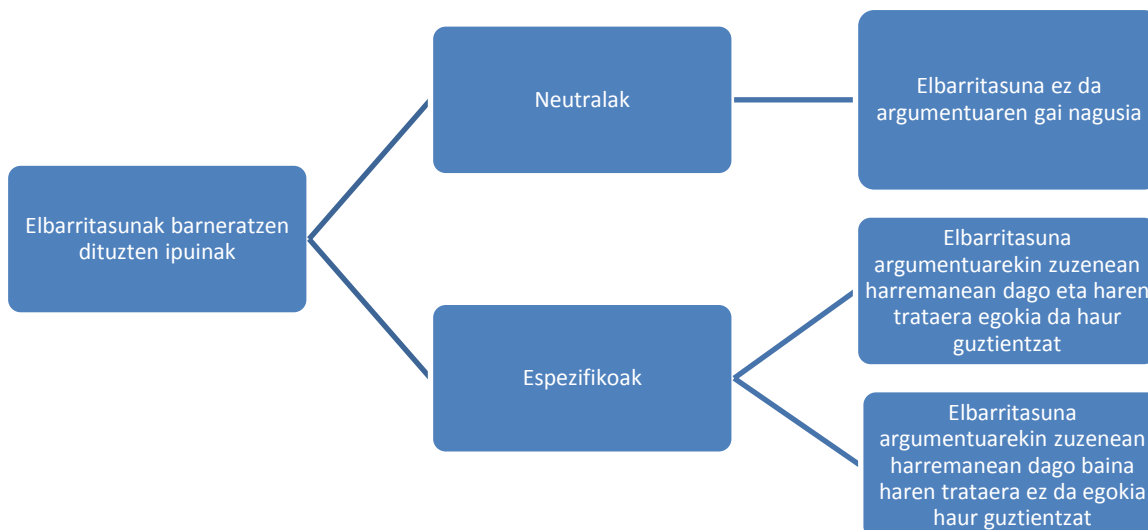 Elbarritasunak barneratzen
dituzten ipuinak
Neutralak
Elbarritasuna ez da
argumentuaren gai nagusia
Espezifikoak
Elbarritasuna
argumentuarekin zuzenean
harremanean dago eta haren
trataera egokia da haur
guztientzat
Elbarritasuna
argumentuarekin zuzenean
harremanean dago baina
haren trataera ez da egokia
haur guztientzat